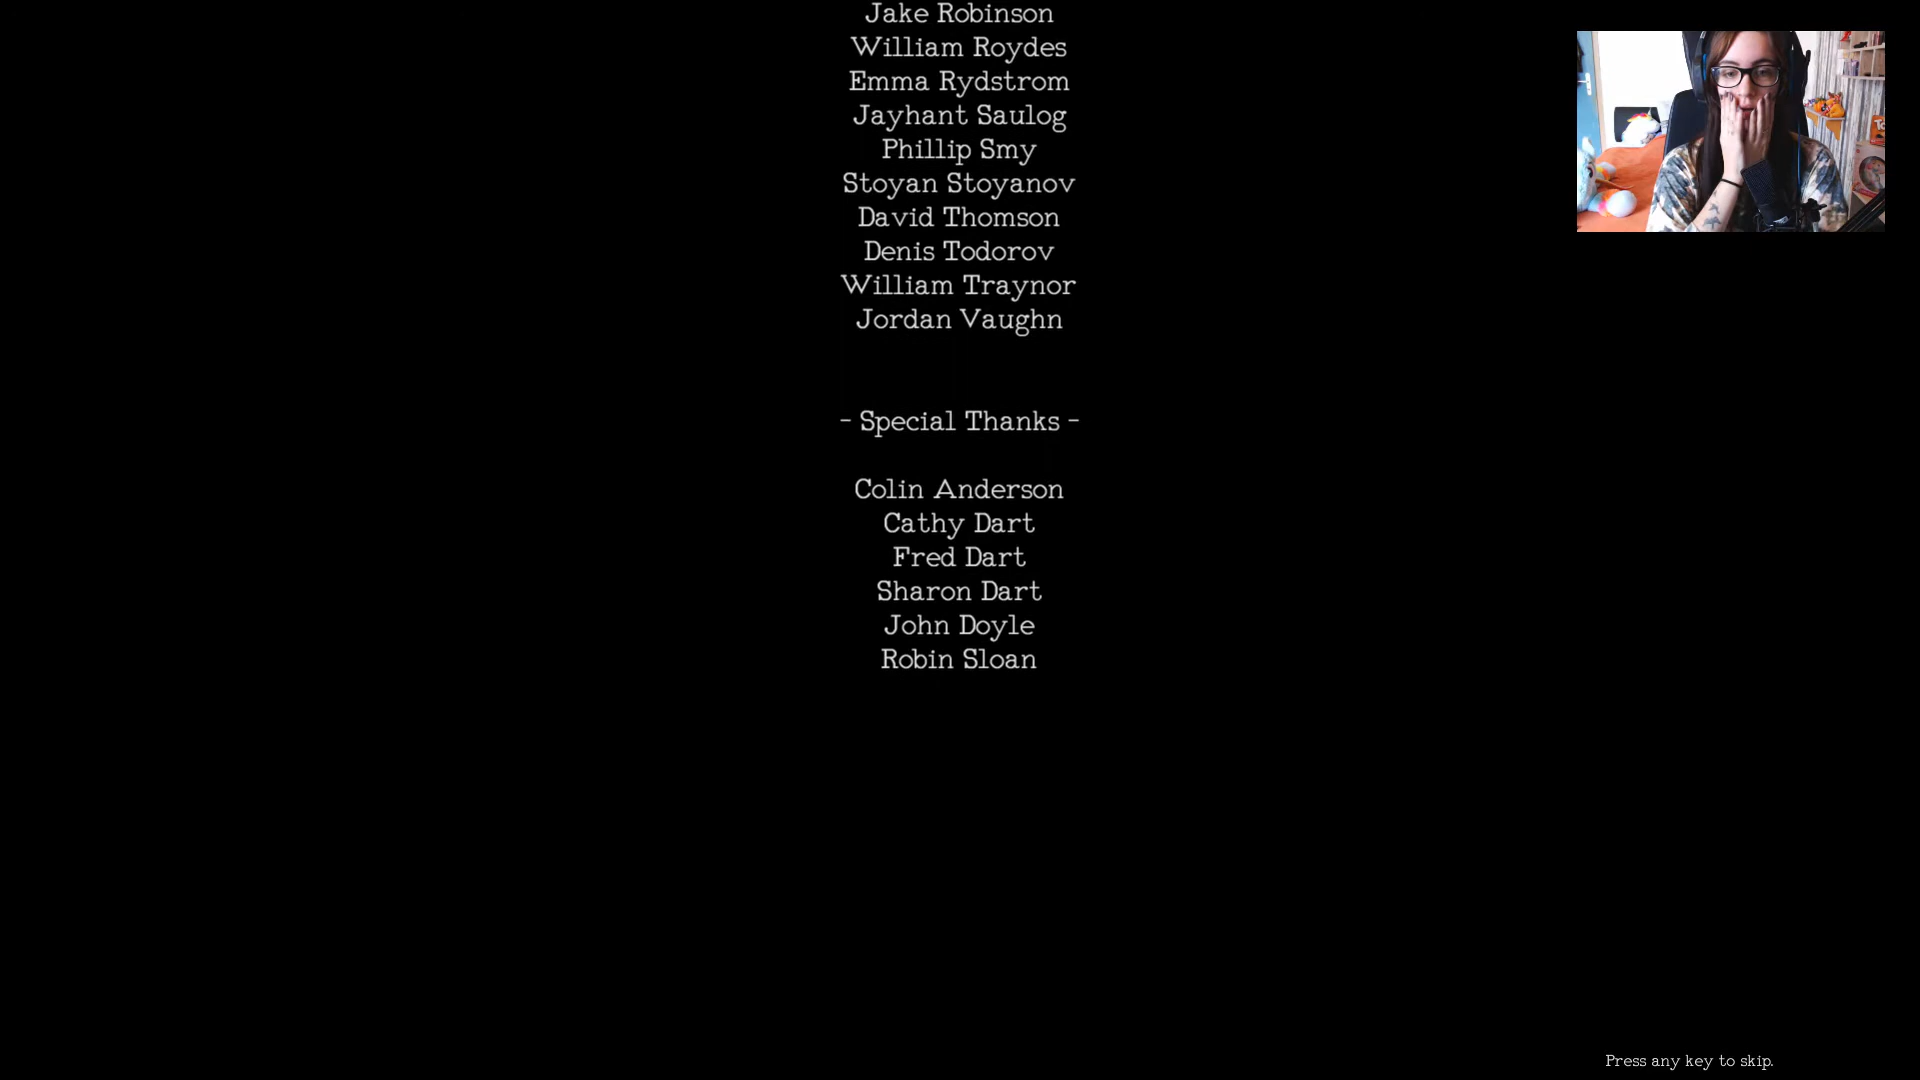 Jake Robinson
William Roydes
Emma Rydstrom
Jayhant Saulog
Phillip Smy
Stoyan Stoyanov
David Thomson
Denis Todorov
William Traynor
Jordan Vaughn
- Special Thanks -
Colin Anderson
Cathy Dart
Fred Dart
Sharon Dart
John Doyle
Robin Sloan
Press any key to skip.